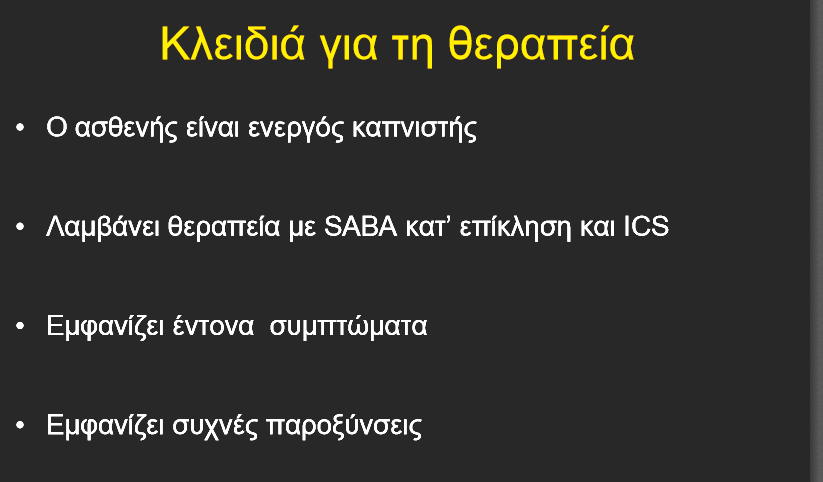 Κλειδιά για τη θεραπεία
• Ο ασθενής είναι ενεργός καπνιστής
• Λαμβάνει θεραπεία με SABA κατ’ επίκληση και ICS
• Εμφανίζει έντονα συμπτώματα
• Εμφανίζει συχνές παροξύνσεις